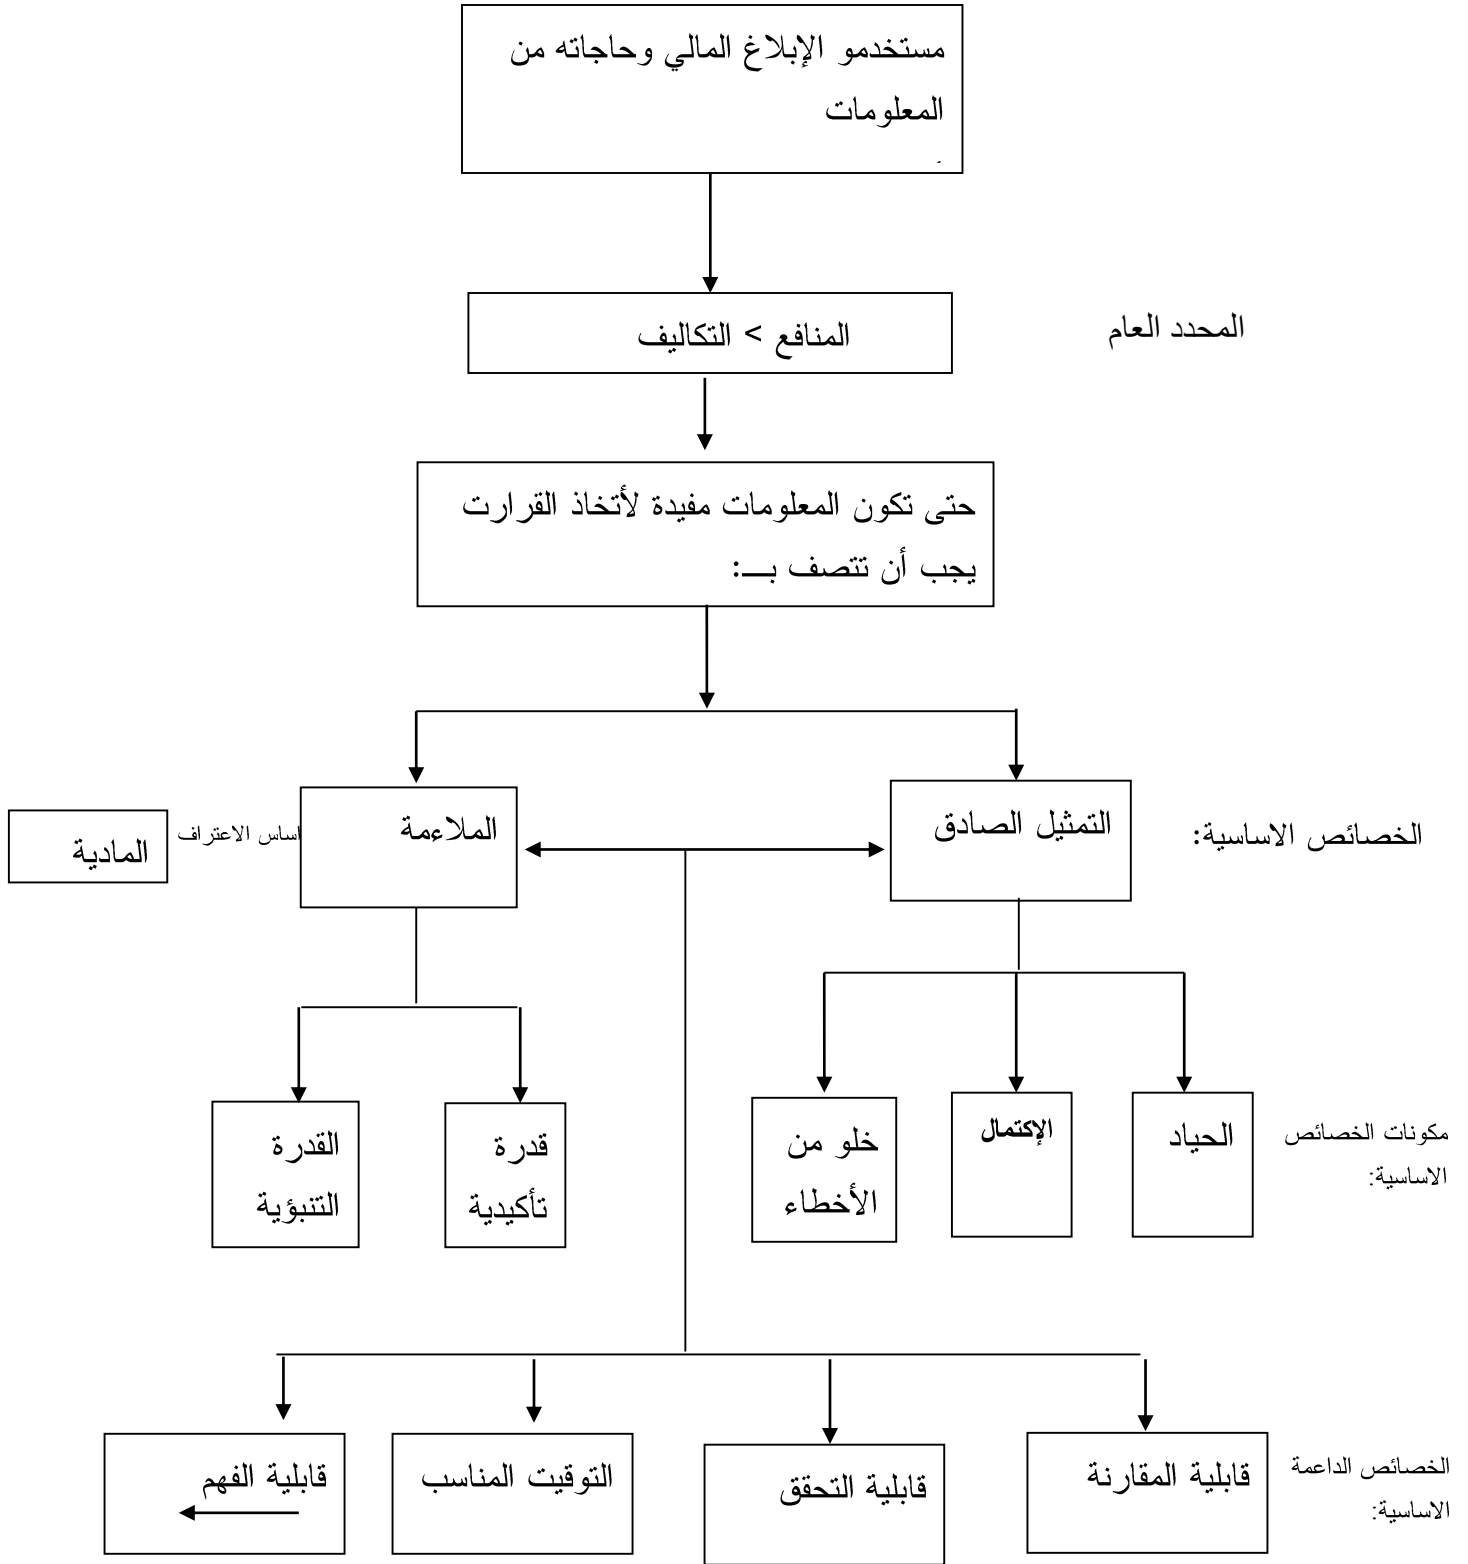 مستخدمو الإبلاغ المالي وحاجاته من
المعلومات
المحدد العام
المنافع > التكاليف
حتى تكون المعلومات مفيدة لأتخاذ القرارت
يجب أن تتصف بـــ:
الخصائص الاساسية:
التمثيل الصادق
الملاءمة
اساس الاعتراف
المادية
مكونات الخصائص
الاساسية:
الحياد
الإكتمال
خلو من
الأخطاء
قدرة
تأكيدية
القدرة
التنبؤية
الخصائص الداعمة
الاساسية:
قابلية المقارنة
قابلية التحقق
التوقيت المناسب
قابلية الفهم